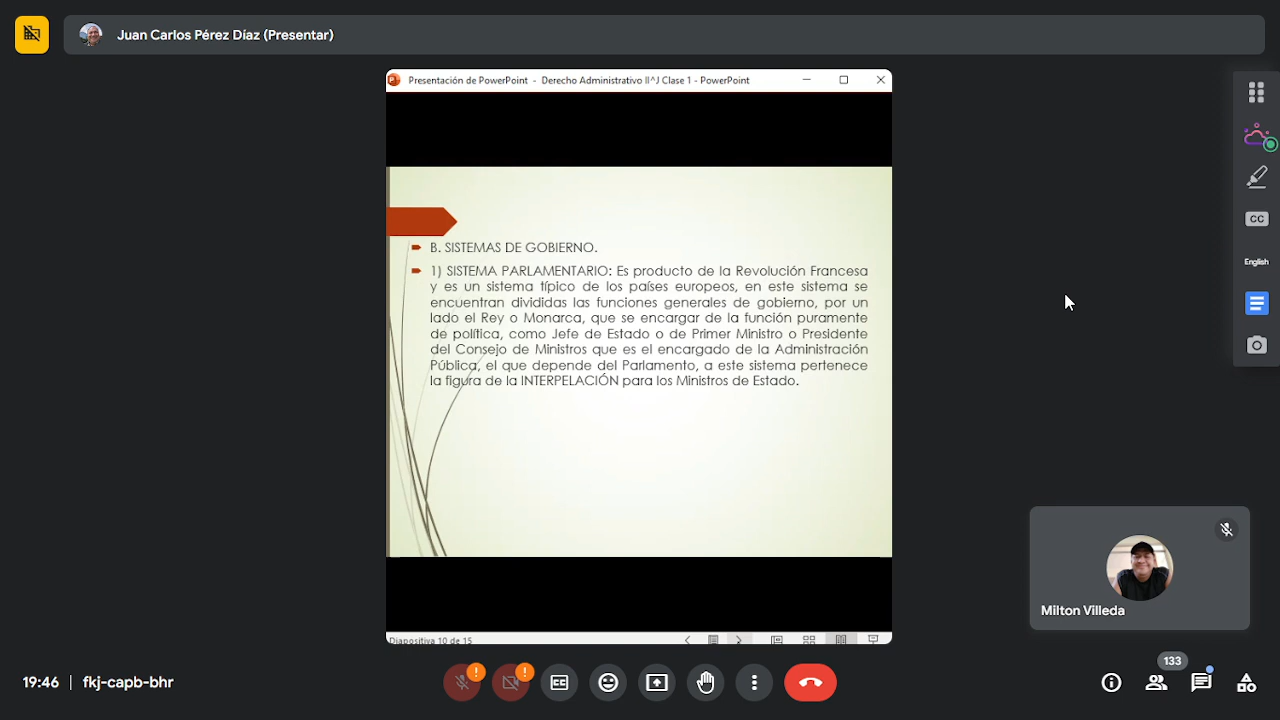 Juan Carlos Pérez Díaz (Presentar)
Presentación de PowerPoint - Derecho Administrativo II^J Clase 1 - PowerPoint
B. SISTEMAS DE GOBIERNO.
1) SISTEMA PARLAMENTARIO: Es producto de la Revolución Francesa
y es un sistema típico de los países europeos, en este sistema se
encuentran divididas las funciones generales de gobierno, por un
lado el Rey o Monarca, que se encargar de la función puramente
de política, como Jefe de Estado o de Primer Ministro o Presidente
del Consejo de Ministros que es el encargado de la Administración
Pública, el que depende del Parlamento, a este sistema pertenece
la figura de la INTERPELACIÓN para los Ministros de Estado.
Diapositiva 10 de 15
CC
English
Milton Villeda
19:46 | fkj-capb-bhr
133